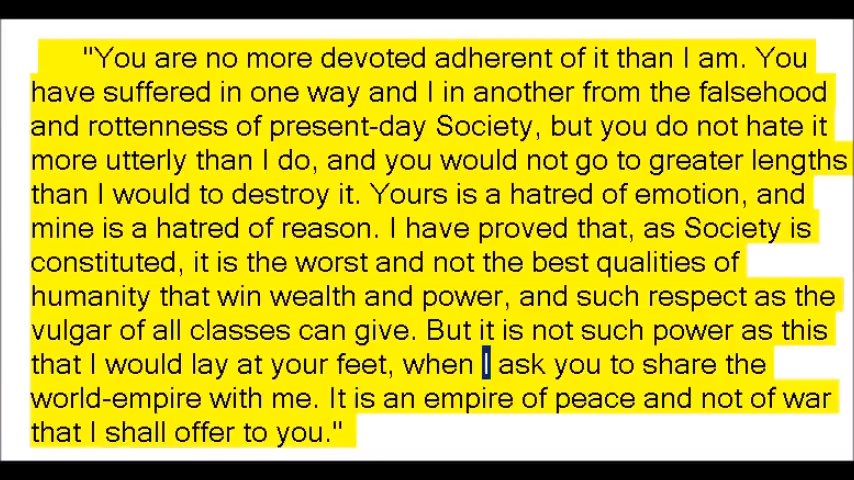 "You are no more devoted adherent of it than I am. You
have suffered in one way and I in another from the falsehood
and rottenness of present-day Society, but you do not hate it
more utterly than I do, and you would not go to greater lengths
than I would to destroy it. Yours is a hatred of emotion, and
mine is a hatred of reason. I have proved that, as Society is
constituted, it is the worst and not the best qualities of
humanity that win wealth and power, and such respect as the
vulgar of all classes can give. But it is not such power as this
that I would lay at your feet, when I ask you to share the
world-empire with me. It is an empire of peace and not of war
that I shall offer to you."